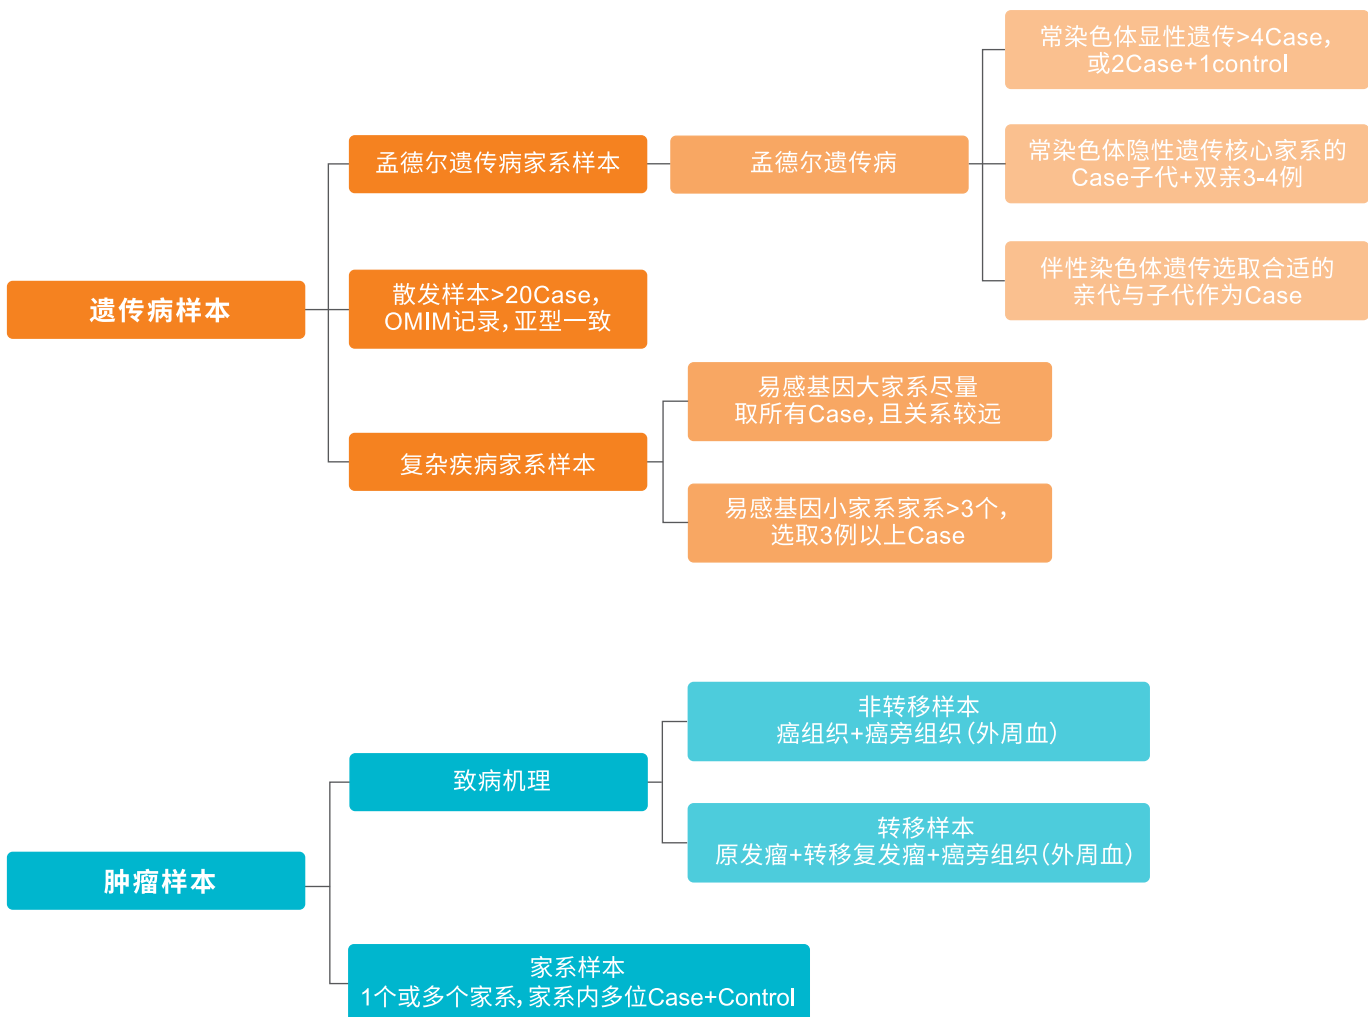 遗传病样本
孟德尔遗传病家系样本
孟德尔遗传病
常染色体显性遗传>4Case,
或2Case+1control
常染色体隐性遗传核心家系的
Case子代+双亲3-4例
伴性染色体遗传选取合适的
亲代与子代作为Case
散发样本>20Case,
OMIM记录,亚型一致
复杂疾病家系样本
易感基因大家系尽量
取所有Case,且关系较远
易感基因小家系家系>3个,
选取3例以上Case
肿瘤样本
致病机理
非转移样本
癌组织+癌旁组织(外周血)
转移样本
原发瘤+转移复发瘤+癌旁组织(外周血)
家系样本
1个或多个家系,家系内多位Case+Control